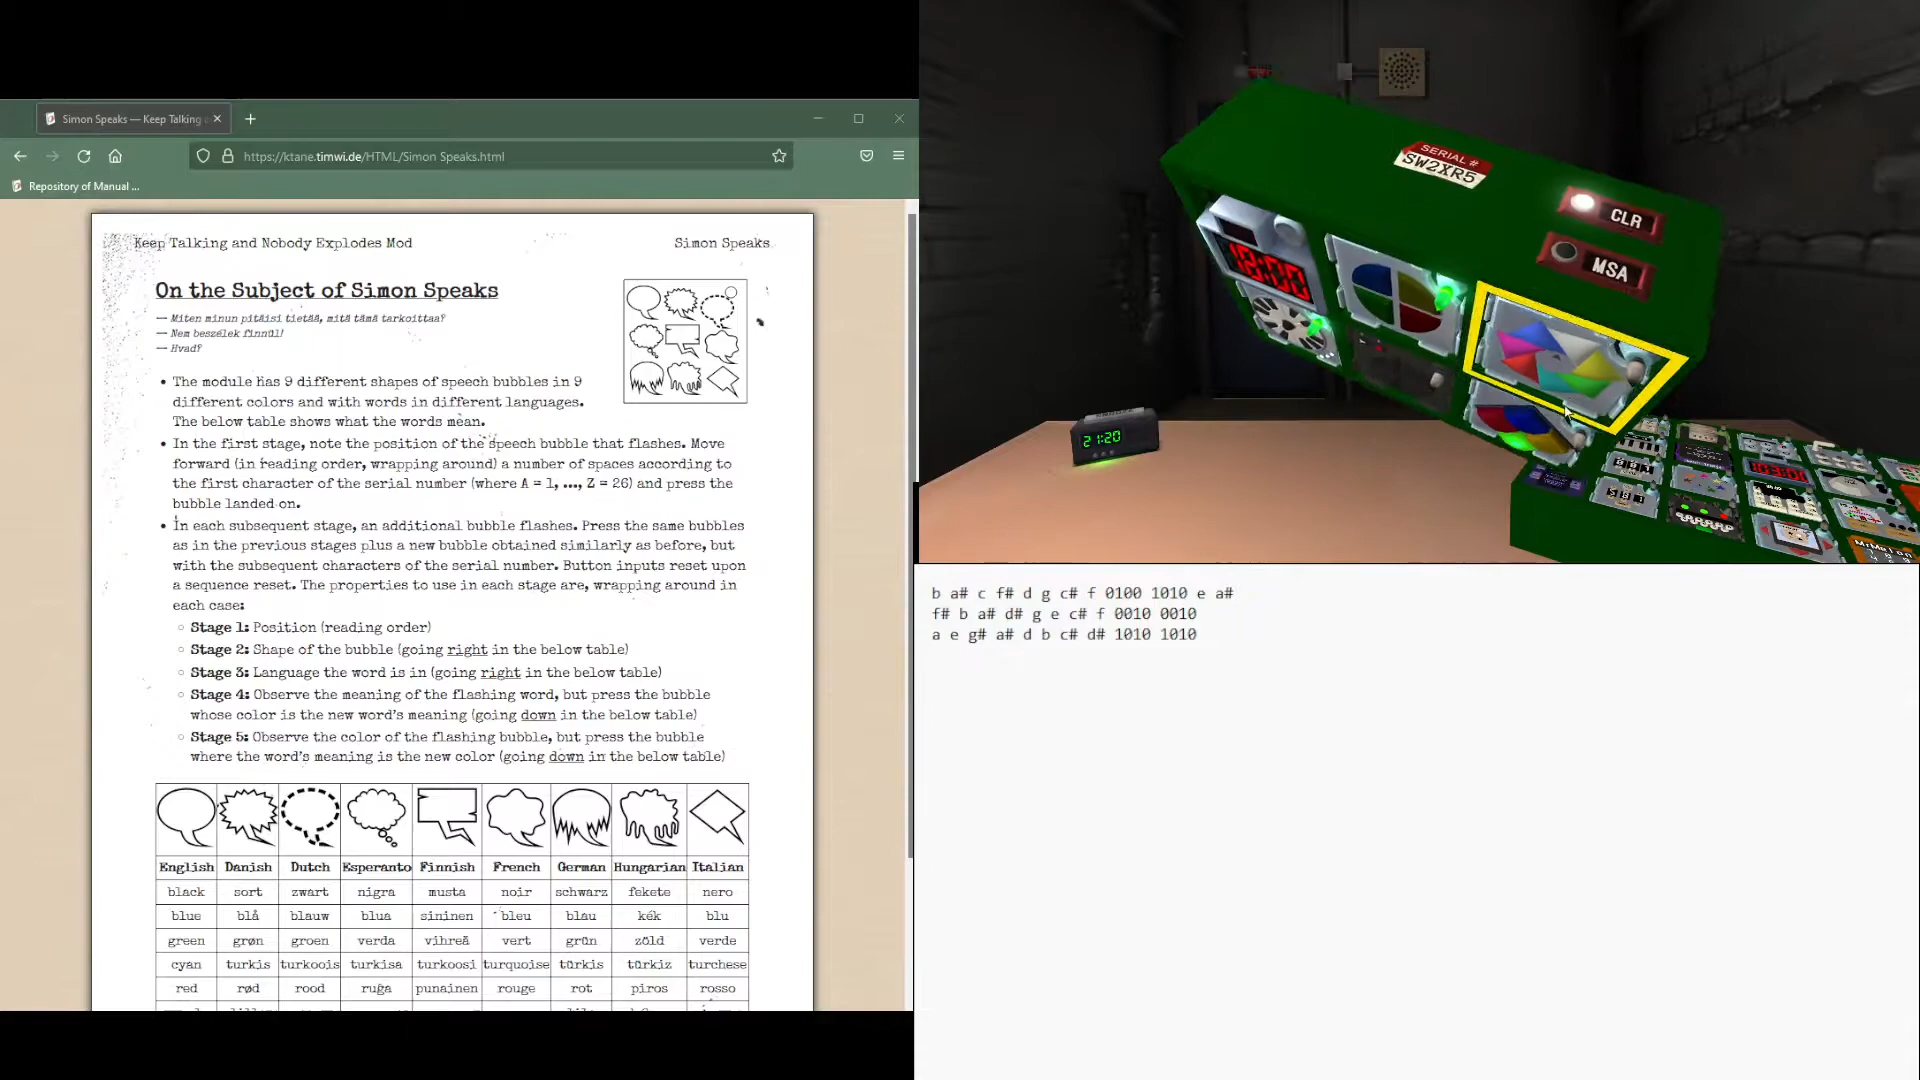 Simon Speaks — Keep Talking
https://ktane.timwi.de/HTML/Simon Speaks.html
Repository of Manual ...
Keep Talking and Nobody Explodes Mod
Simon Speaks
On the Subject of Simon Speaks
— Miten minun pitäisi tietää, mitä tämä tarkoittaa?
— Nem beszélek finnül!
— Hvad?
• The module has 9 different shapes of speech bubbles in 9
different colors and with words in different languages.
The below table shows what the words mean.
• In the first stage, note the position of the speech bubble that flashes. Move
forward (in reading order, wrapping around) a number of spaces according to
the first character of the serial number (where A = 1, ..., Z = 26) and press the
bubble landed on.
• In each subsequent stage, an additional bubble flashes. Press the same bubbles
as in the previous stages plus a new bubble obtained similarly as before, but
with the subsequent characters of the serial number. Button inputs reset upon
a sequence reset. The properties to use in each stage are, wrapping around in
each case:
Stage 1: Position (reading order)
Stage 2: Shape of the bubble (going right in the below table)
Stage 3: Language the word is in (going right in the below table)
Stage 4: Observe the meaning of the flashing word, but press the bubble
whose color is the new word's meaning (going down in the below table)
Stage 5: Observe the color of the flashing bubble, but press the bubble
where the word's meaning is the new color (going down in the below table)
English Danish Dutch Esperanto Finnish French German Hungarian Italian
black sort zwart nigra musta noir schwarz fekete nero
blue blå blauw blua sininen bleu blau kék blu
green grøn groen verda vihreä vert grün zöld verde
cyan turkis turkoois turkisa turkoosi turquoise türkis türkiz turchese
red rød rood ruĝa punainen rouge rot piros rosso
SERIAL #
SW2XR5
CLR
MSA
18:00
21:20
b a# c f# d g c# f 0100 1010 e a#
f# b a# d# g e c# f 0010 0010
a e g# a# d b c# d# 1010 1010